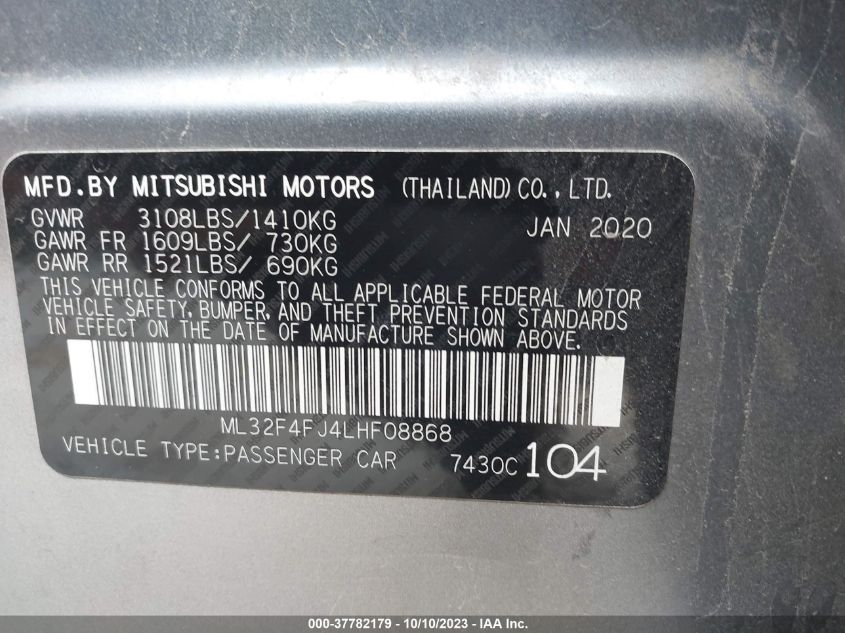 MFD.BY MITSUBISHI MOTORS (THAILAND) CO., LTD.
GVWR 3108LBS/1410KG JAN 2020
GAWR FR 1609LBS/ 730KG
GAWR RR 1521LBS/ 690KG
THIS VEHICLE CONFORMS TO ALL APPLICABLE FEDERAL MOTOR
VEHICLE SAFETY, BUMPER, AND THEFT PREVENTION STANDARDS
IN EFFECT ON THE DATE OF MANUFACTURE SHOWN ABOVE.
ML32F4FJ4LHF08868
VEHICLE TYPE:PASSENGER CAR 7430C 104
000-37782179 - 10/10/2023 - IAAI Inc.